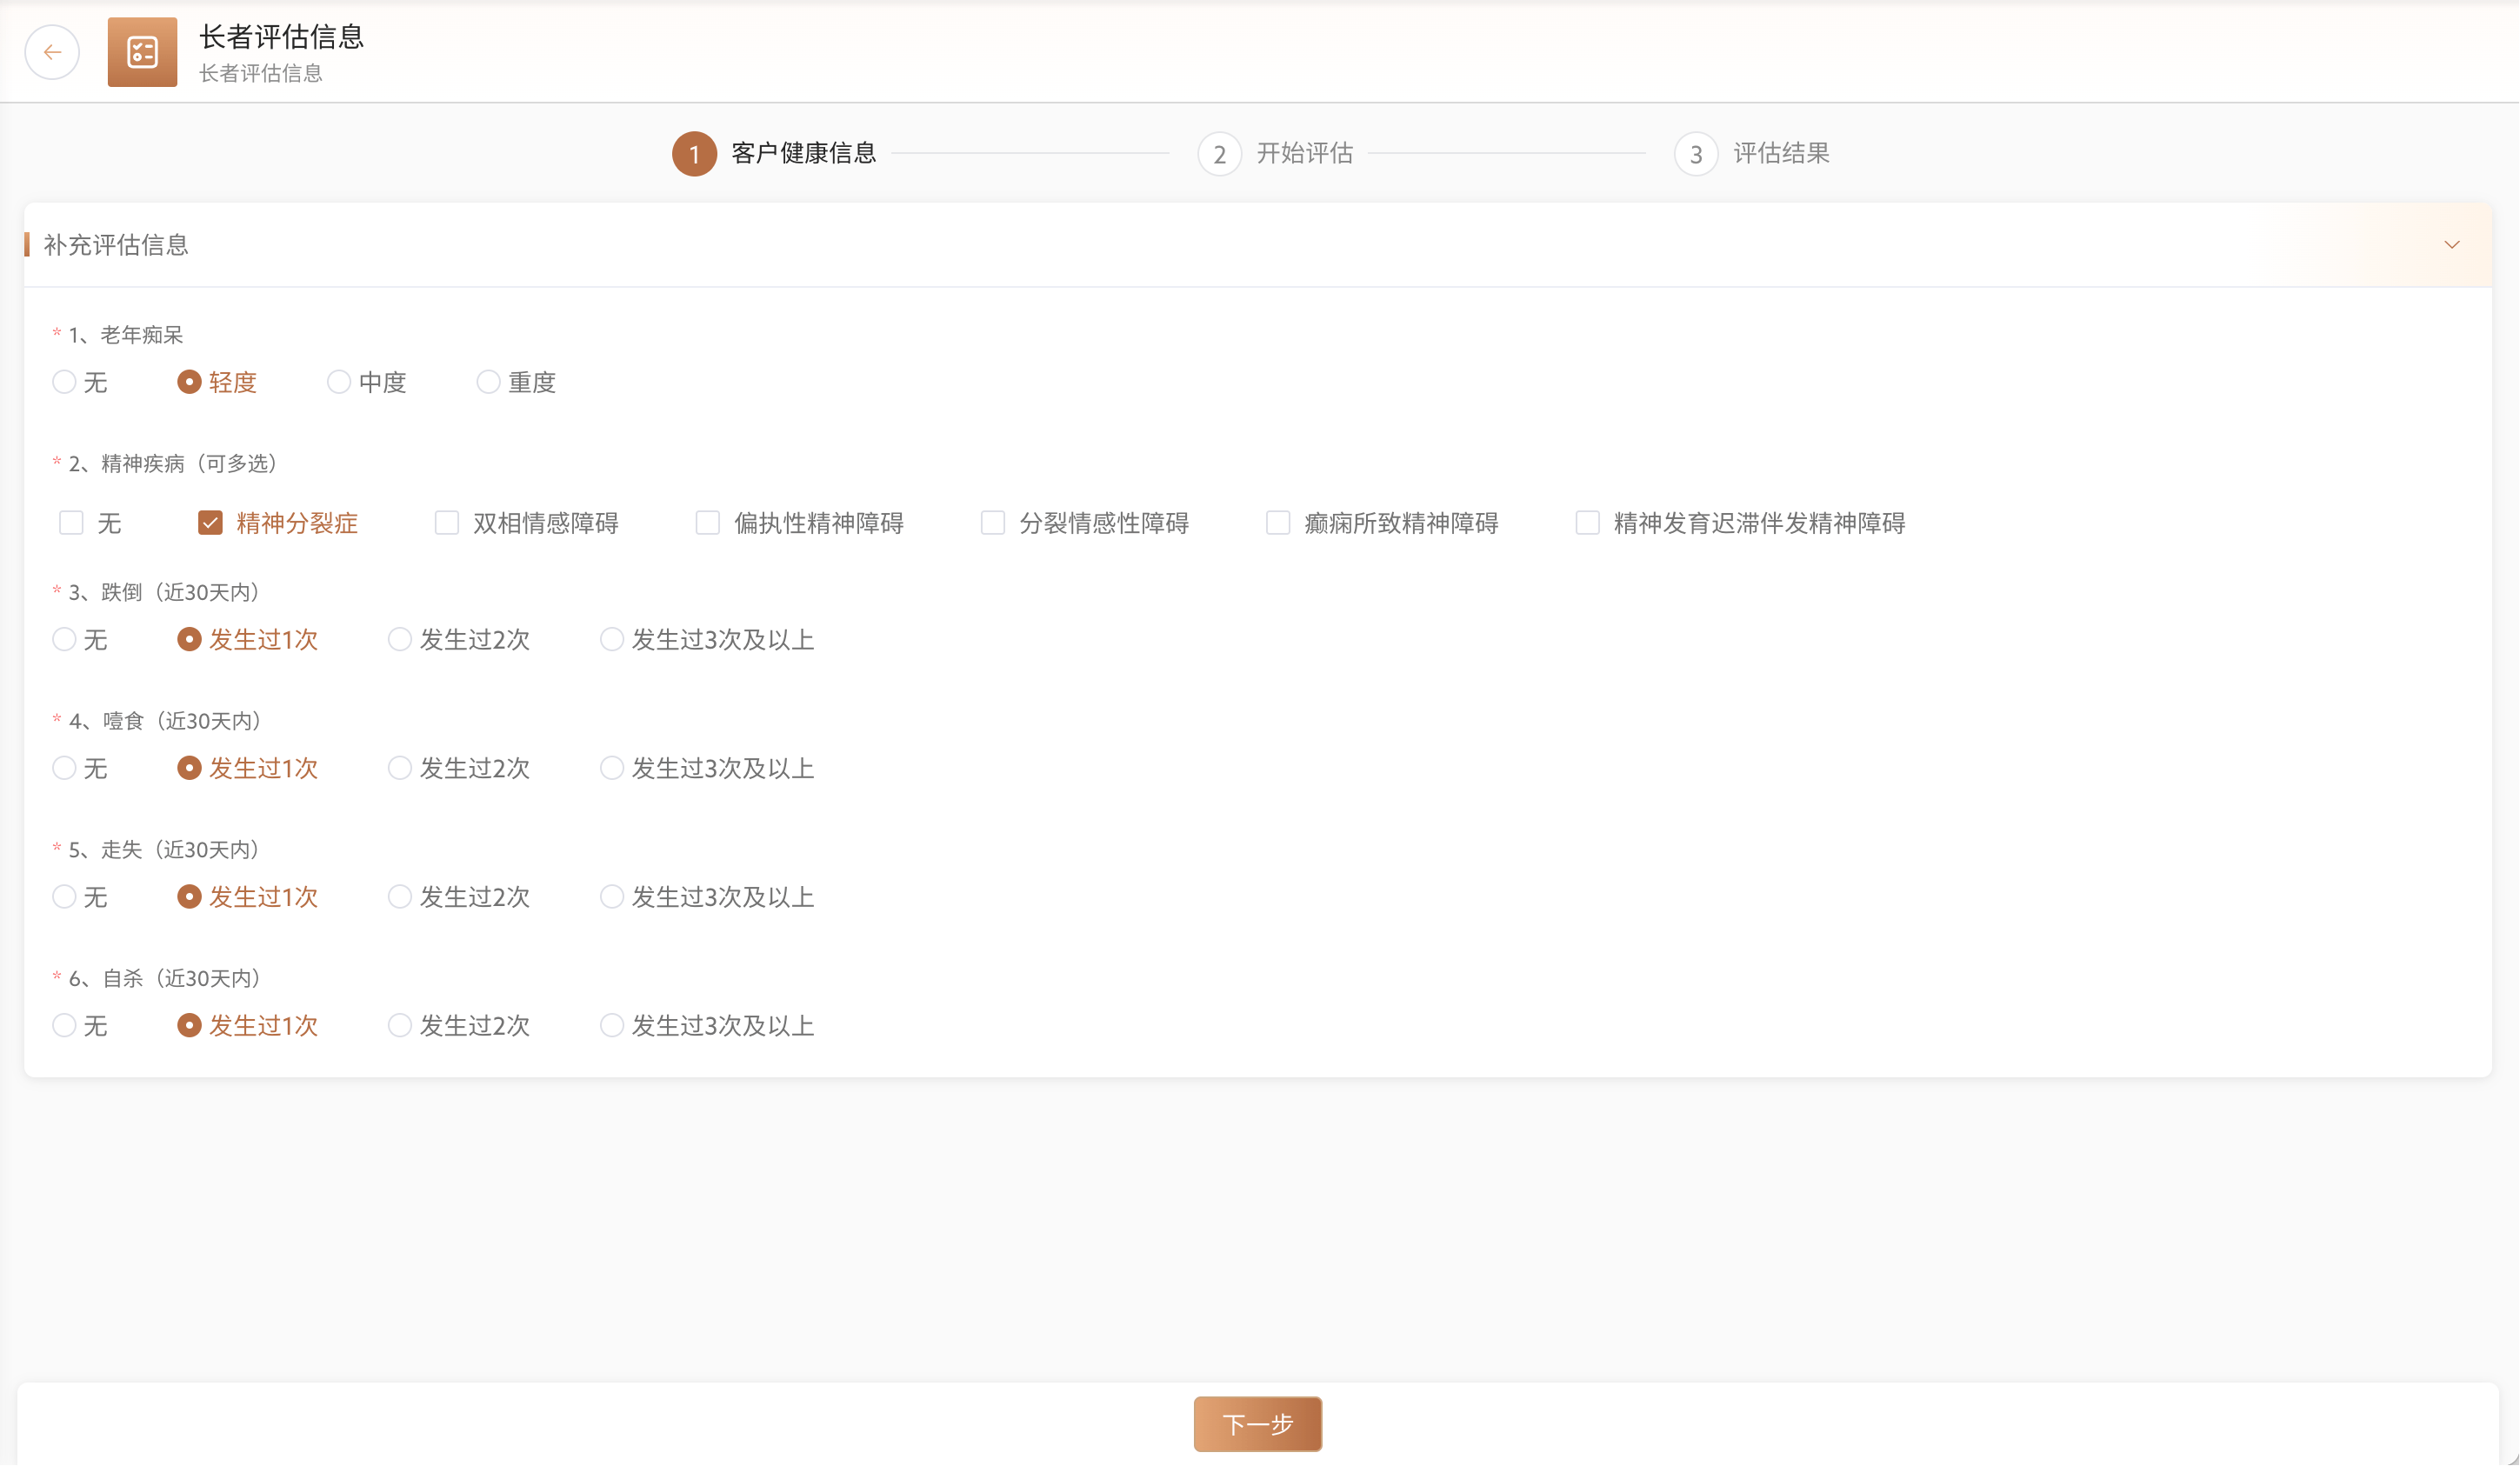 长者评估信息
长者评估信息
1 客户健康信息 2 开始评估 3 评估结果
补充评估信息
* 1、老年痴呆
无 轻度 中度 重度
* 2、精神疾病（可多选）
无 精神分裂症 双相情感障碍 偏执性精神障碍 分裂情感性障碍 癫痫所致精神障碍 精神发育迟滞伴发精神障碍
* 3、跌倒（近30天内）
无 发生过1次 发生过2次 发生过3次及以上
* 4、噎食（近30天内）
无 发生过1次 发生过2次 发生过3次及以上
* 5、走失（近30天内）
无 发生过1次 发生过2次 发生过3次及以上
* 6、自杀（近30天内）
无 发生过1次 发生过2次 发生过3次及以上
下一步